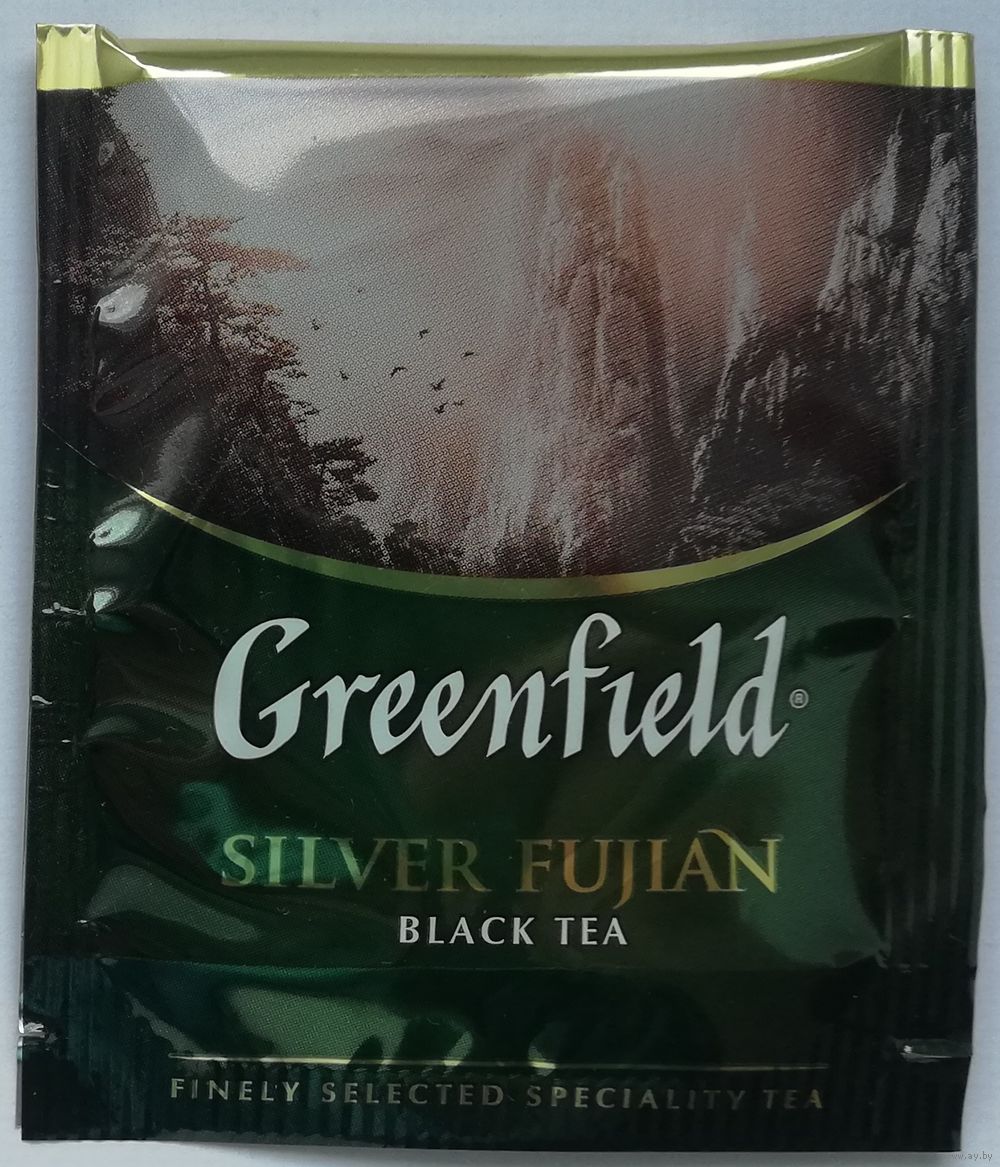 Greenfield®
SILVER FUJIAN
BLACK TEA
FINELY SELECTED SPECIALITY TEA